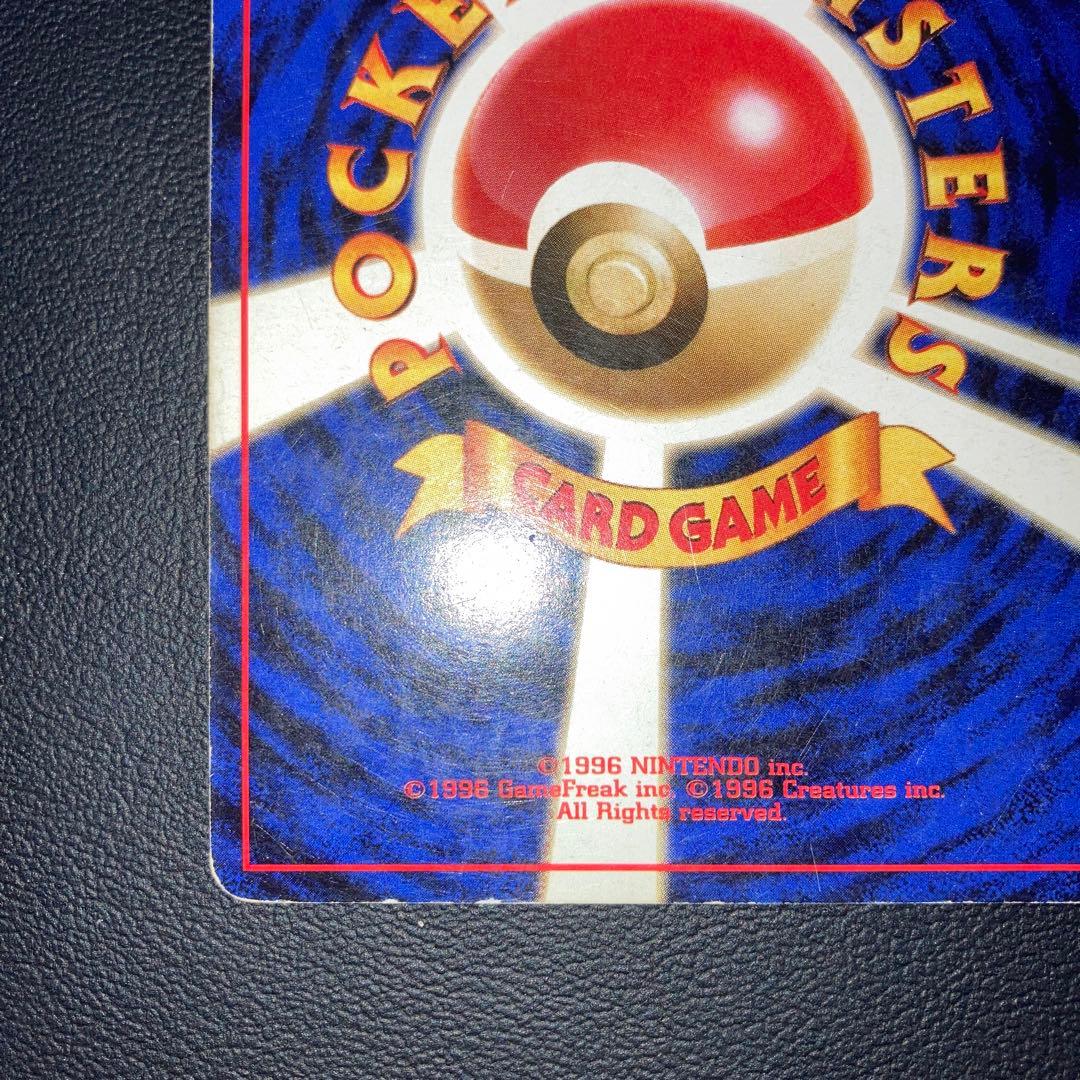 POCKE
STERS
CARD GAME
©1996 NINTENDO inc.
©1996 GameFreak inc. ©1996 Creatures inc.
All Rights reserved.